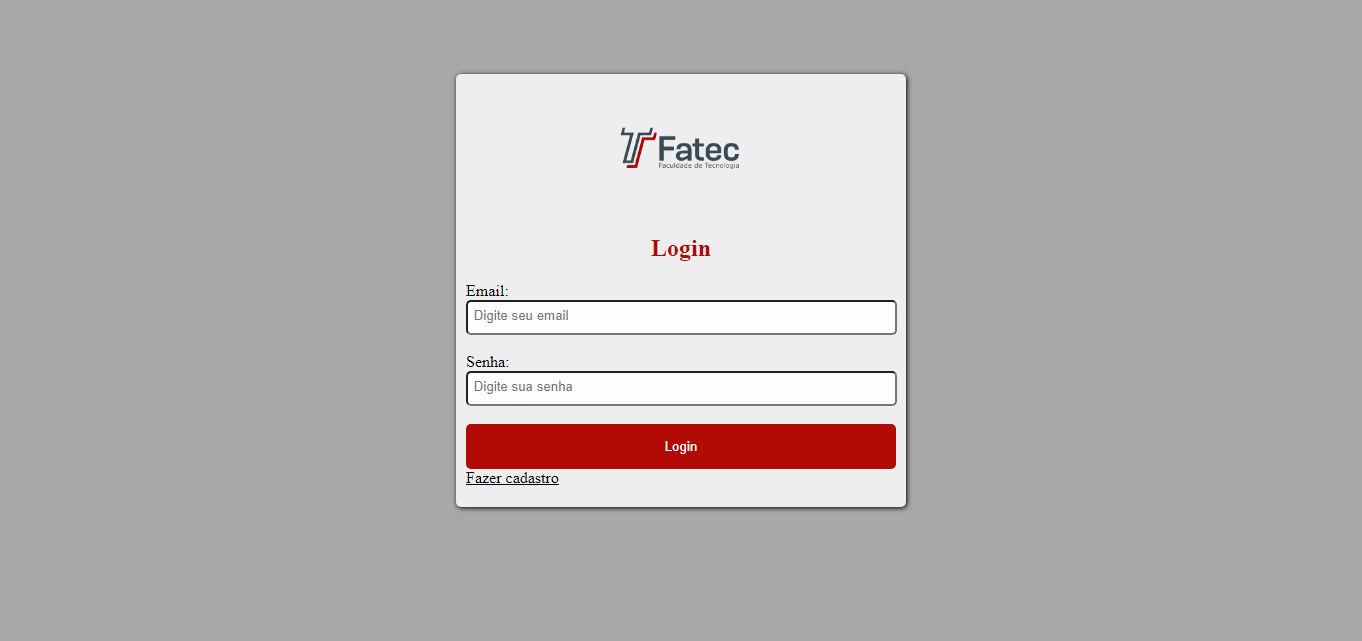 Fatec
Faculdade de Tecnologia
Login
Email:
Digite seu email
Senha:
Digite sua senha
Login
Fazer cadastro